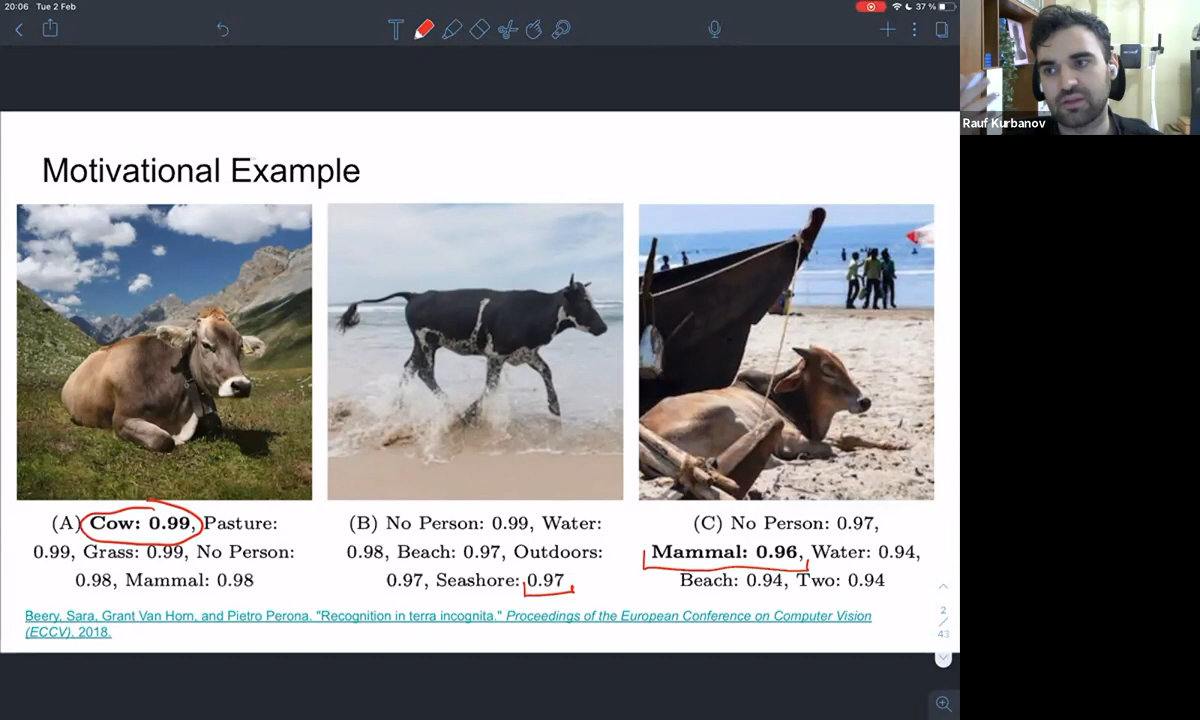 20:06 Tue 2 Feb
37 %
Rauf Kurbanov
Motivational Example
(A) Cow: 0.99, Pasture:
0.99, Grass: 0.99, No Person:
0.98, Mammal: 0.98
(B) No Person: 0.99, Water:
0.98, Beach: 0.97, Outdoors:
0.97, Seashore: 0.97
(C) No Person: 0.97,
Mammal: 0.96, Water: 0.94,
Beach: 0.94, Two: 0.94
Beery, Sara, Grant Van Horn, and Pietro Perona. "Recognition in terra incognita." Proceedings of the European Conference on Computer Vision
(ECCV). 2018.
2
/
43